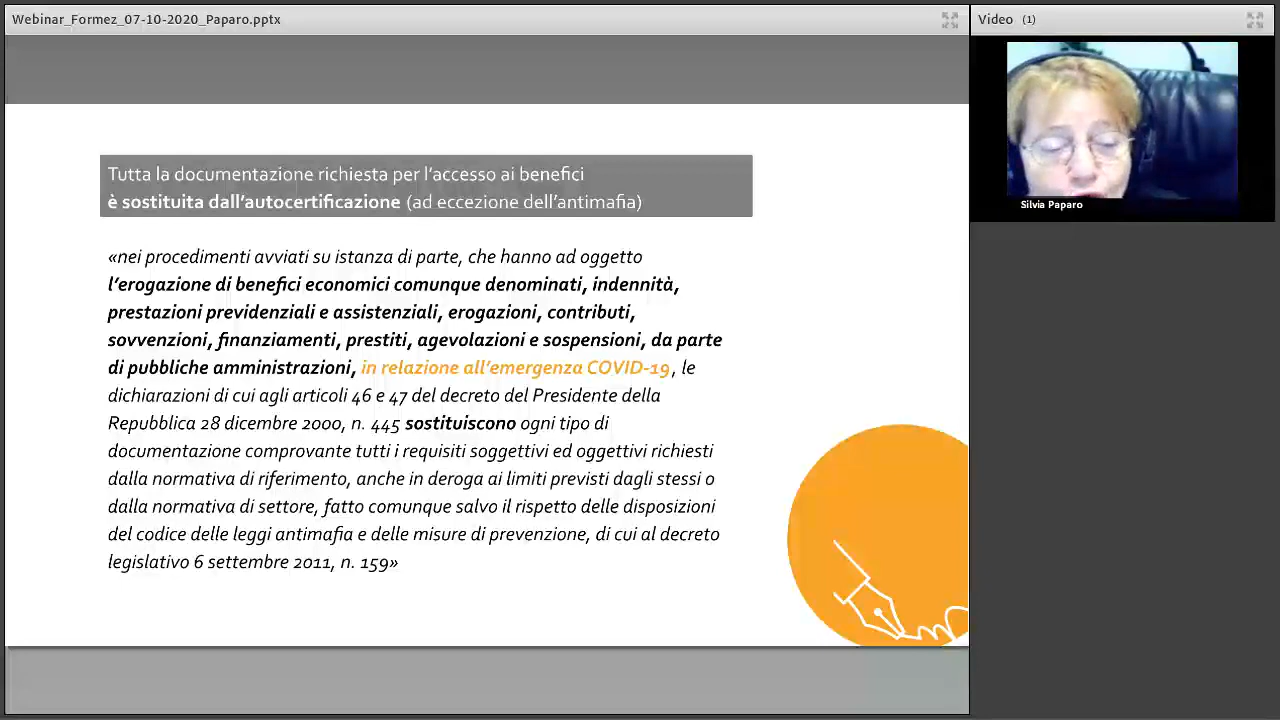 Webinar_Formez_07-10-2020_Paparo.pptx
Video (1)
Silvia Paparo
Tutta la documentazione richiesta per l'accesso ai benefici
è sostituita dall'autocertificazione (ad eccezione dell'antimafia)
«nei procedimenti avviati su istanza di parte, che hanno ad oggetto
l'erogazione di benefici economici comunque denominati, indennità,
prestazioni previdenziali e assistenziali, erogazioni, contributi,
sovvenzioni, finanziamenti, prestiti, agevolazioni e sospensioni, da parte
di pubbliche amministrazioni, in relazione all'emergenza COVID-19, le
dichiarazioni di cui agli articoli 46 e 47 del decreto del Presidente della
Repubblica 28 dicembre 2000, n. 445 sostituiscono ogni tipo di
documentazione comprovante tutti i requisiti soggettivi ed oggettivi richiesti
dalla normativa di riferimento, anche in deroga ai limiti previsti dagli stessi o
dalla normativa di settore, fatto comunque salvo il rispetto delle disposizioni
del codice delle leggi antimafia e delle misure di prevenzione, di cui al decreto
legislativo 6 settembre 2011, n. 159»